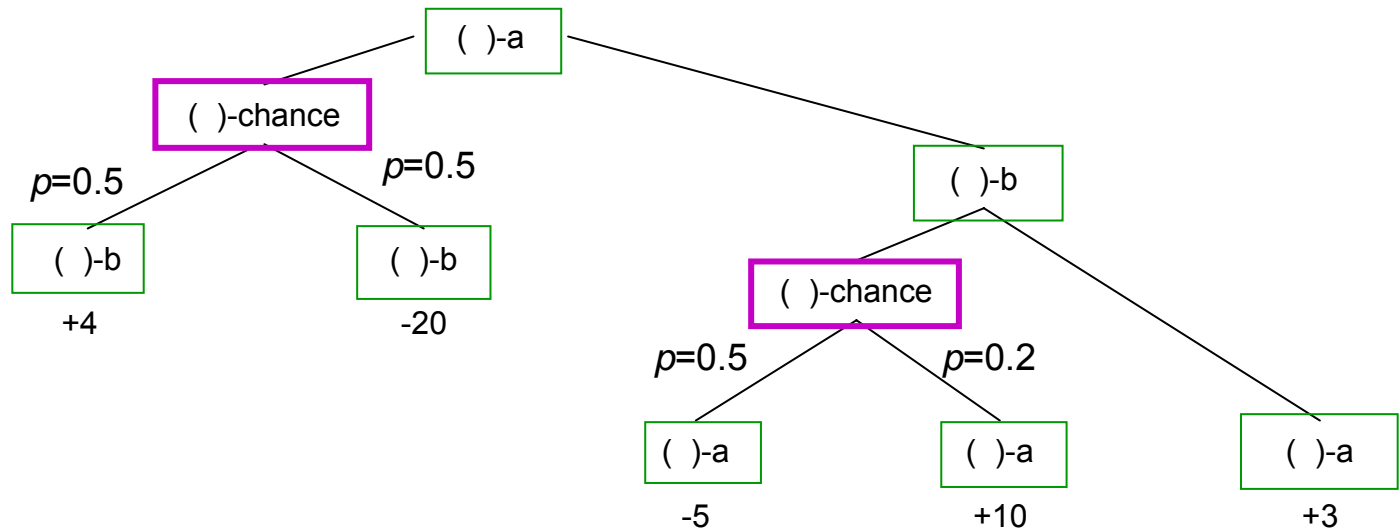 ( )-a
( )-chance
p=0.5
p=0.5
( )-b
( )-b
( )-b
+4
-20
( )-chance
p=0.5
p=0.2
( )-a
( )-a
( )-a
-5
+10
+3